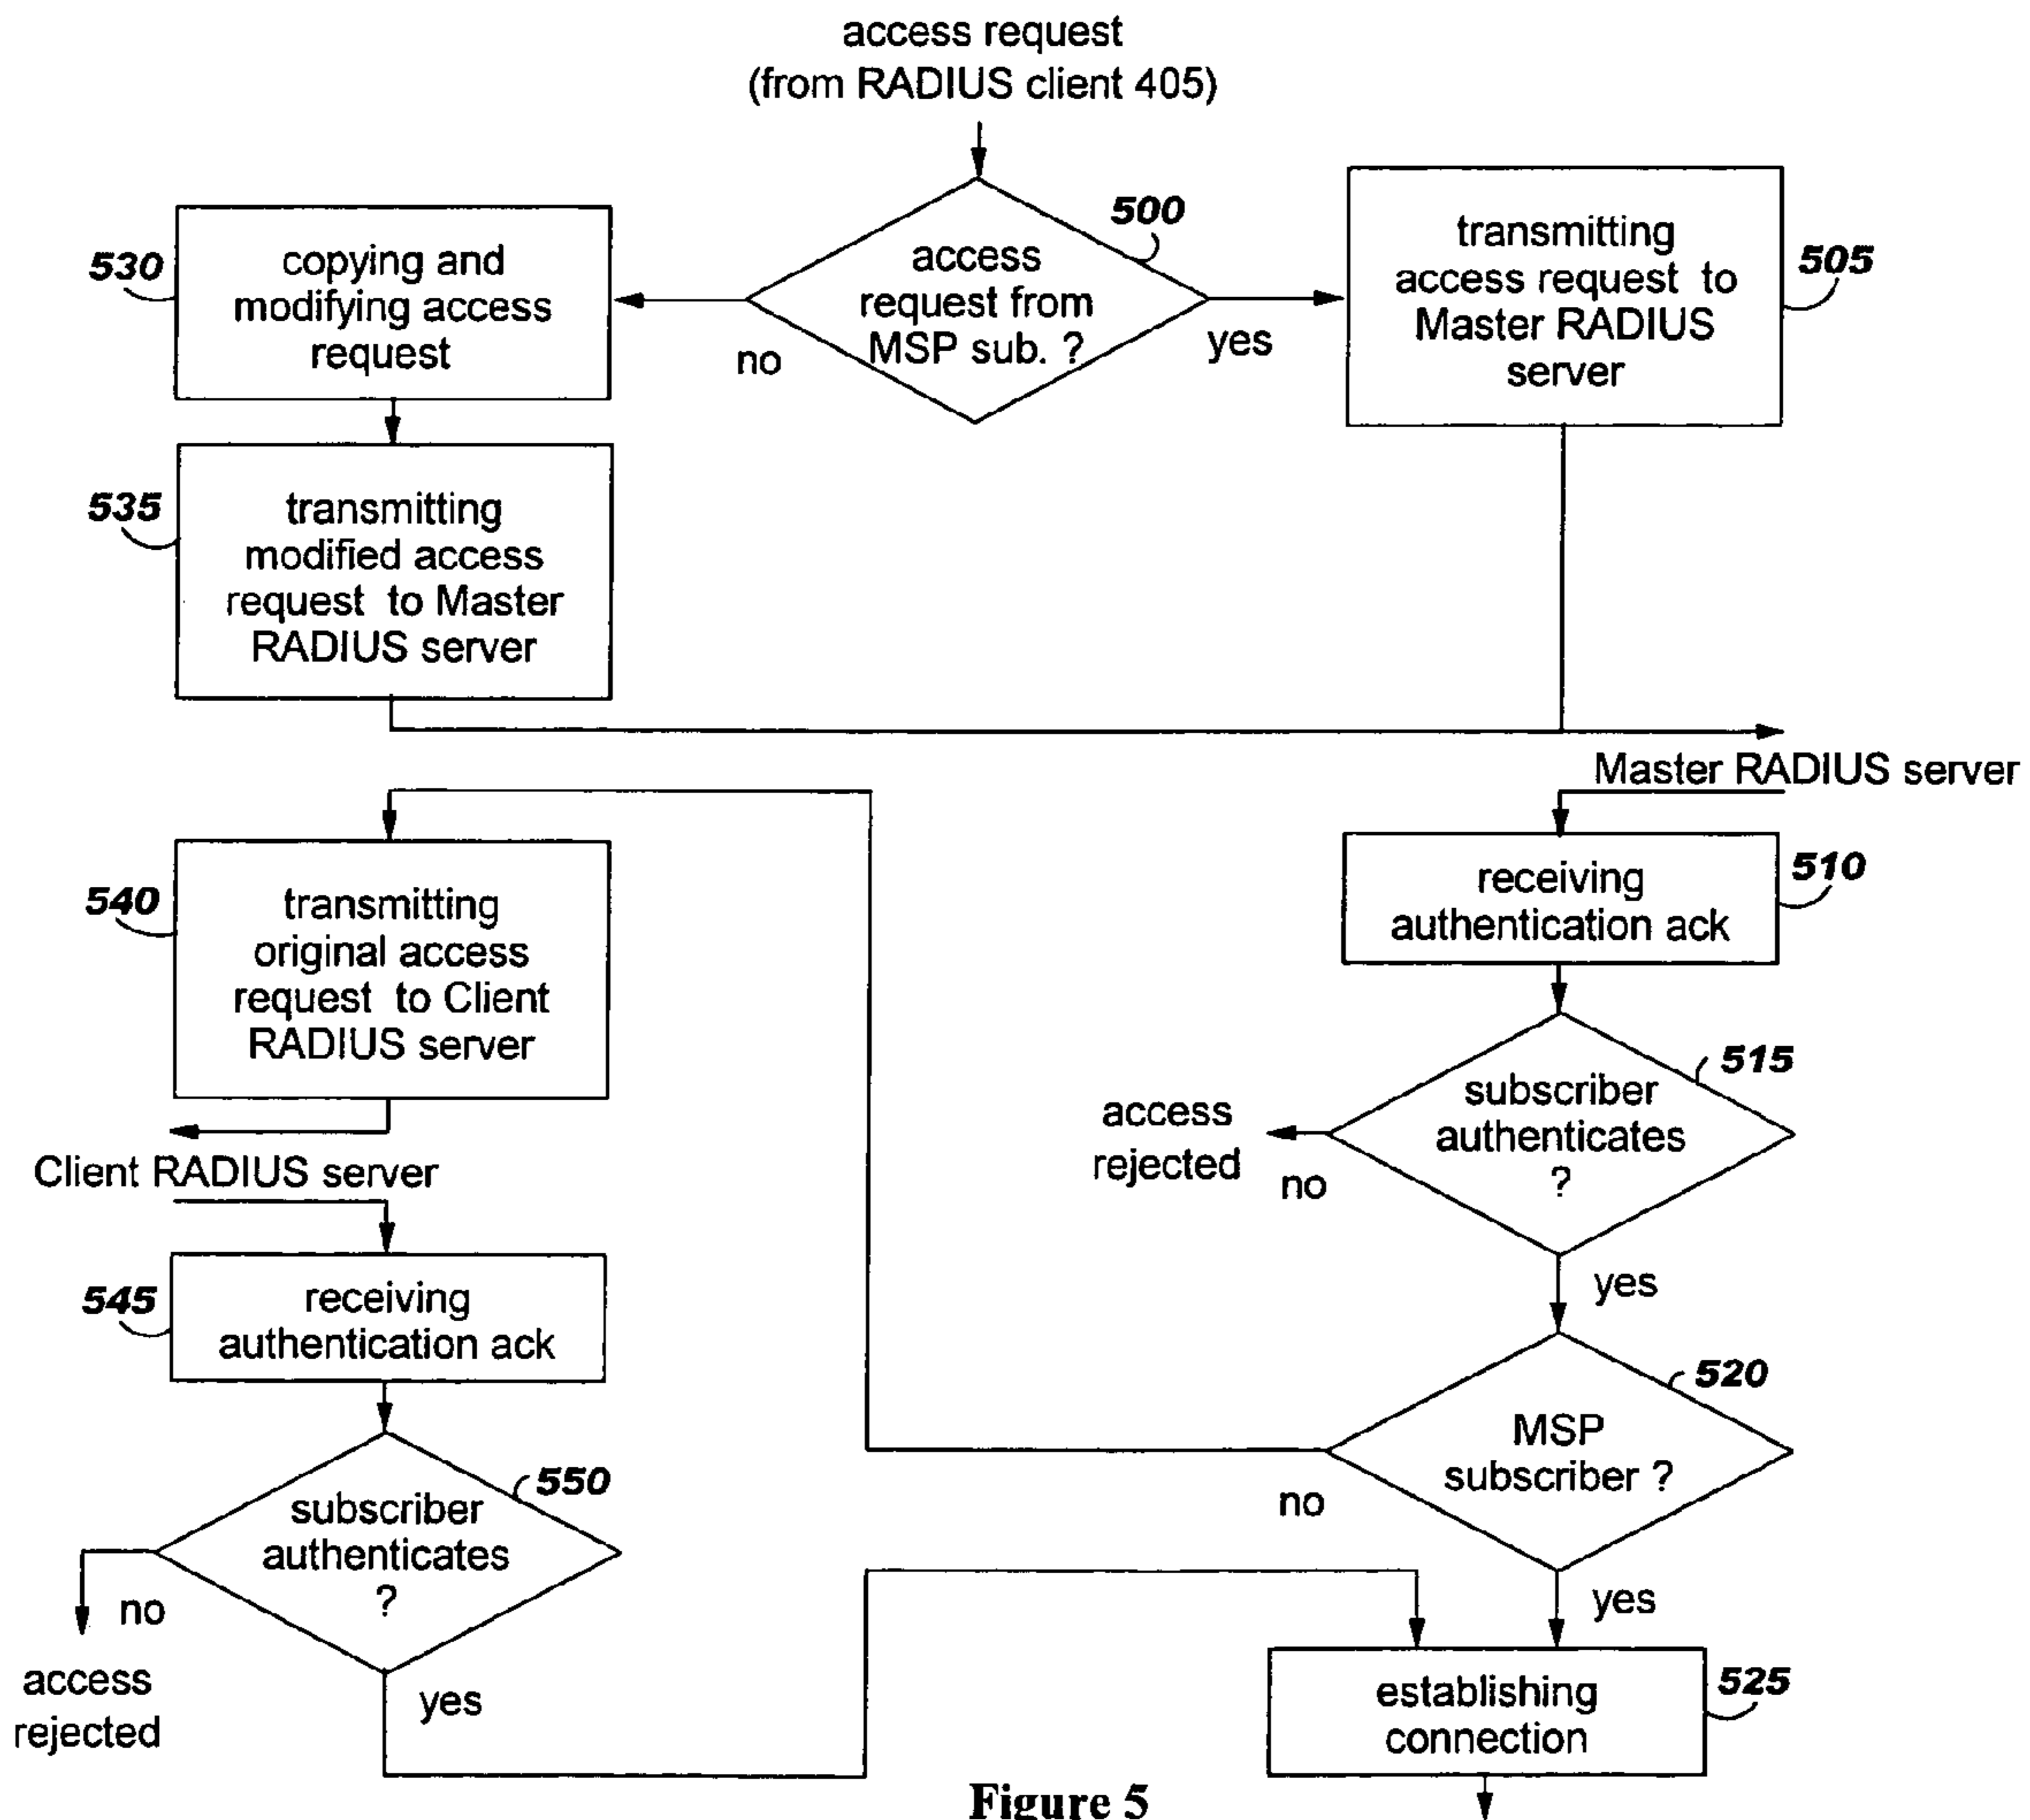 access request
(from RADIUS client 405)
500
access
request from
MSP sub. ?
no
yes
530
copying and
modifying access
request
transmitting
access request to
Master RADIUS
server
505
535
transmitting
modified access
request to Master
RADIUS server
Master RADIUS server
540
transmitting
original access
request to Client
RADIUS server
receiving
authentication ack
510
515
subscriber
authenticates
?
access
rejected
no
yes
Client RADIUS server
545
receiving
authentication ack
520
MSP
subscriber ?
no
yes
550
subscriber
authenticates
?
no
access
rejected
yes
establishing
connection
525
Figure 5